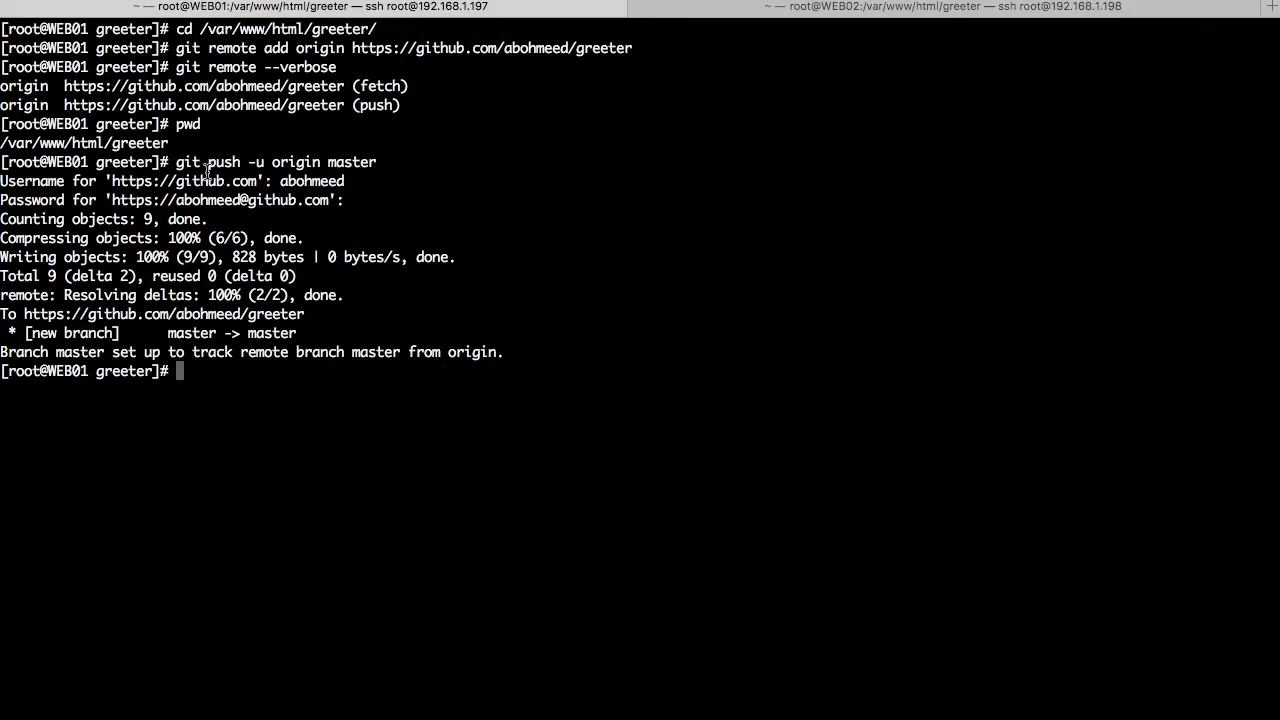 ~ — root@WEB01:/var/www/html/greeter — ssh root@192.168.1.197
~ — root@WEB02:/var/www/html/greeter — ssh root@192.168.1.198
[root@WEB01 greeter]# cd /var/www/html/greeter/
[root@WEB01 greeter]# git remote add origin https://github.com/abohmeed/greeter
[root@WEB01 greeter]# git remote --verbose
origin  https://github.com/abohmeed/greeter (fetch)
origin  https://github.com/abohmeed/greeter (push)
[root@WEB01 greeter]# pwd
/var/www/html/greeter
[root@WEB01 greeter]# git push -u origin master
Username for 'https://github.com': abohmeed
Password for 'https://abohmeed@github.com':
Counting objects: 9, done.
Compressing objects: 100% (6/6), done.
Writing objects: 100% (9/9), 828 bytes | 0 bytes/s, done.
Total 9 (delta 2), reused 0 (delta 0)
remote: Resolving deltas: 100% (2/2), done.
To https://github.com/abohmeed/greeter
 * [new branch]      master -> master
Branch master set up to track remote branch master from origin.
[root@WEB01 greeter]#